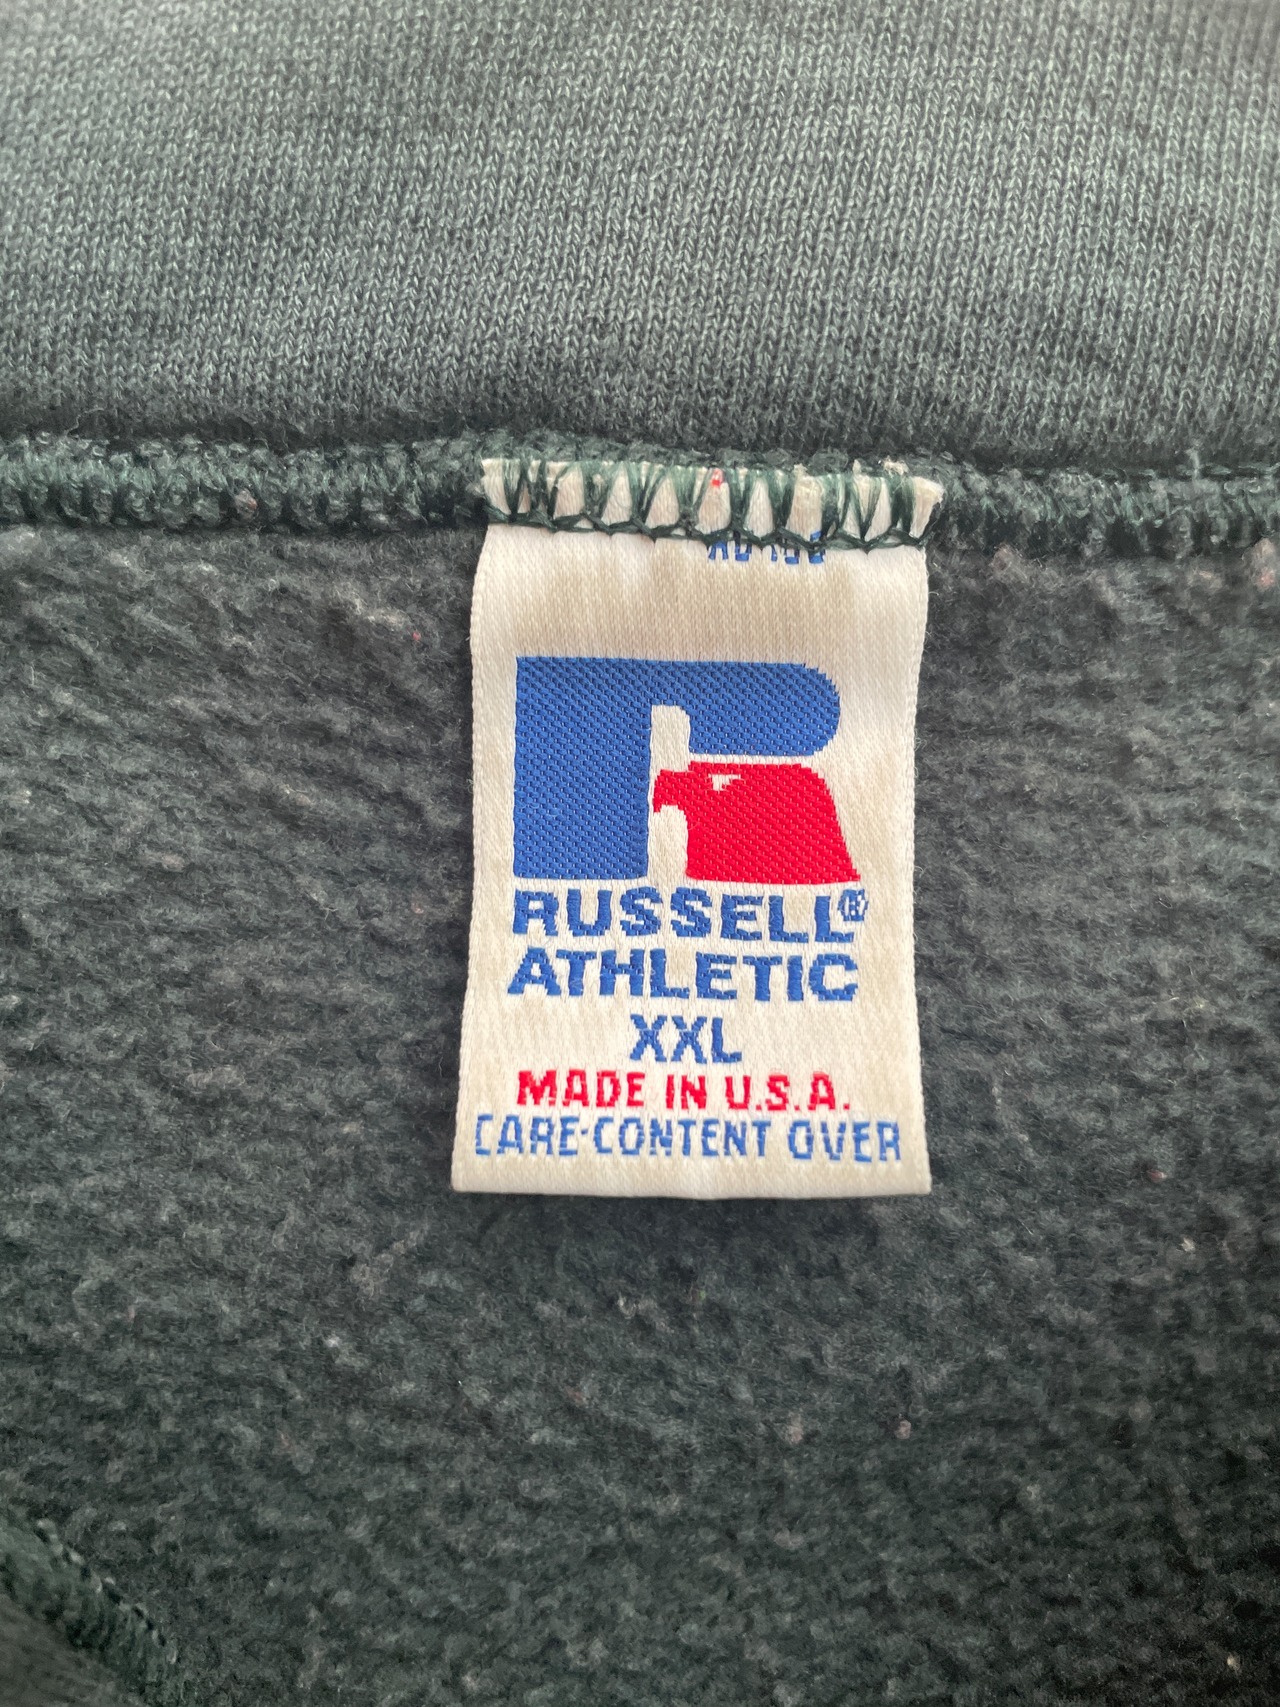 RUSSELL®
ATHLETIC
XXL
MADE IN U.S.A.
CARE·CONTENT OVER